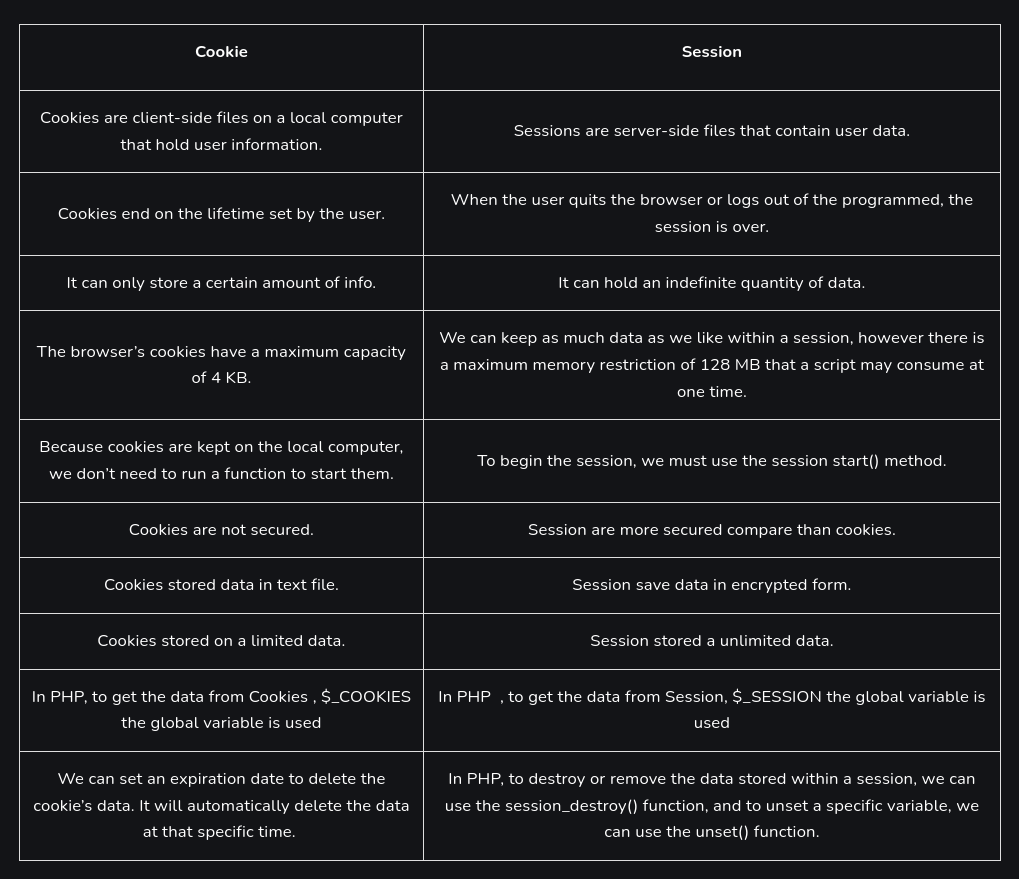 Cookie
Session
Cookies are client-side files on a local computer
that hold user information.
Sessions are server-side files that contain user data.
Cookies end on the lifetime set by the user.
When the user quits the browser or logs out of the programmed, the
session is over.
It can only store a certain amount of info.
It can hold an indefinite quantity of data.
The browser’s cookies have a maximum capacity
of 4 KB.
We can keep as much data as we like within a session, however there is
a maximum memory restriction of 128 MB that a script may consume at
one time.
Because cookies are kept on the local computer,
we don’t need to run a function to start them.
To begin the session, we must use the session start() method.
Cookies are not secured.
Session are more secured compare than cookies.
Cookies stored data in text file.
Session save data in encrypted form.
Cookies stored on a limited data.
Session stored a unlimited data.
In PHP, to get the data from Cookies , $_COOKIES
the global variable is used
In PHP  , to get the data from Session, $_SESSION the global variable is
used
We can set an expiration date to delete the
cookie’s data. It will automatically delete the data
at that specific time.
In PHP, to destroy or remove the data stored within a session, we can
use the session_destroy() function, and to unset a specific variable, we
can use the unset() function.